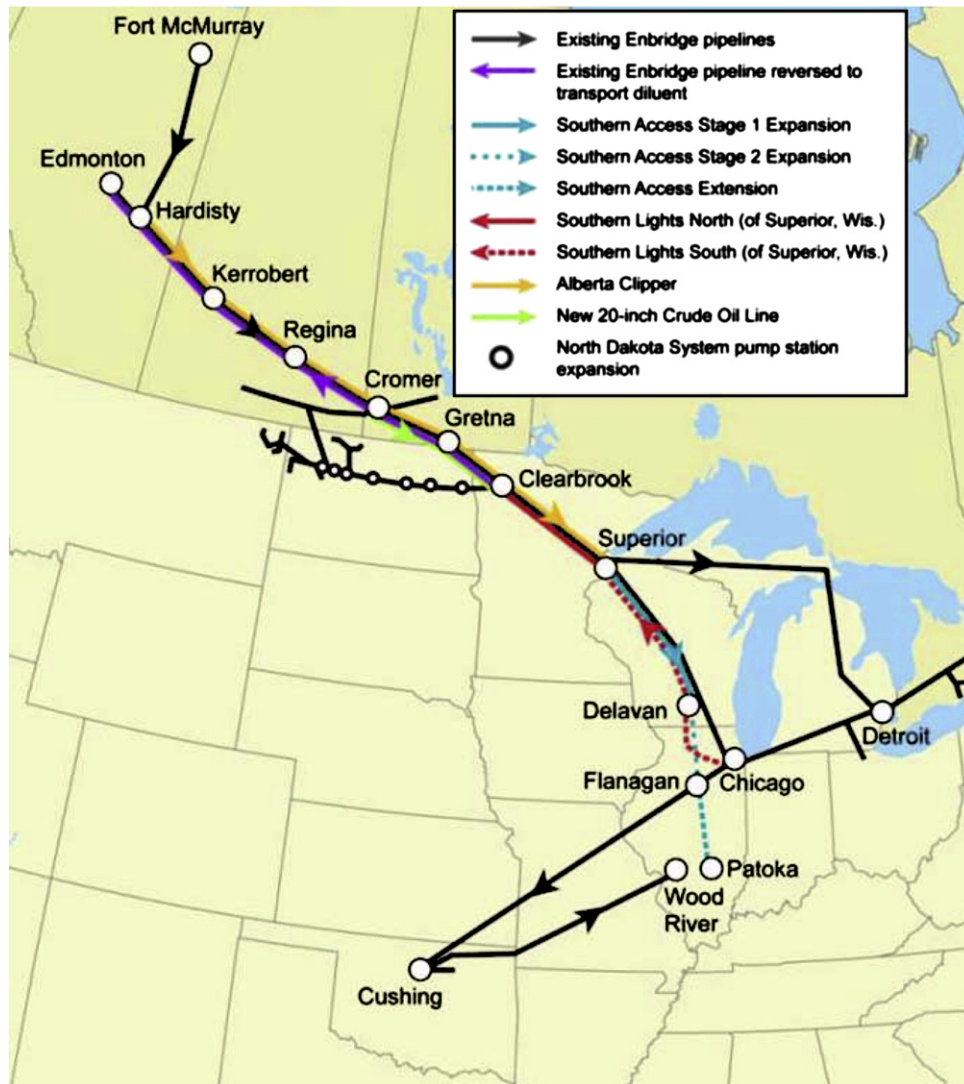 Fort McMurray
Edmonton
Hardisty
Kerrobert
Regina
Cromer
Gretna
Clearbrook
Superior
Delavan
Detroit
Flanagan
Chicago
Patoka
Wood
River
Cushing
Existing Enbridge pipelines
Existing Enbridge pipeline reversed to
transport diluent
Southern Access Stage 1 Expansion
Southern Access Stage 2 Expansion
Southern Access Extension
Southern Lights North (of Superior, Wis.)
Southern Lights South (of Superior, Wis.)
Alberta Clipper
New 20-inch Crude Oil Line
North Dakota System pump station
expansion